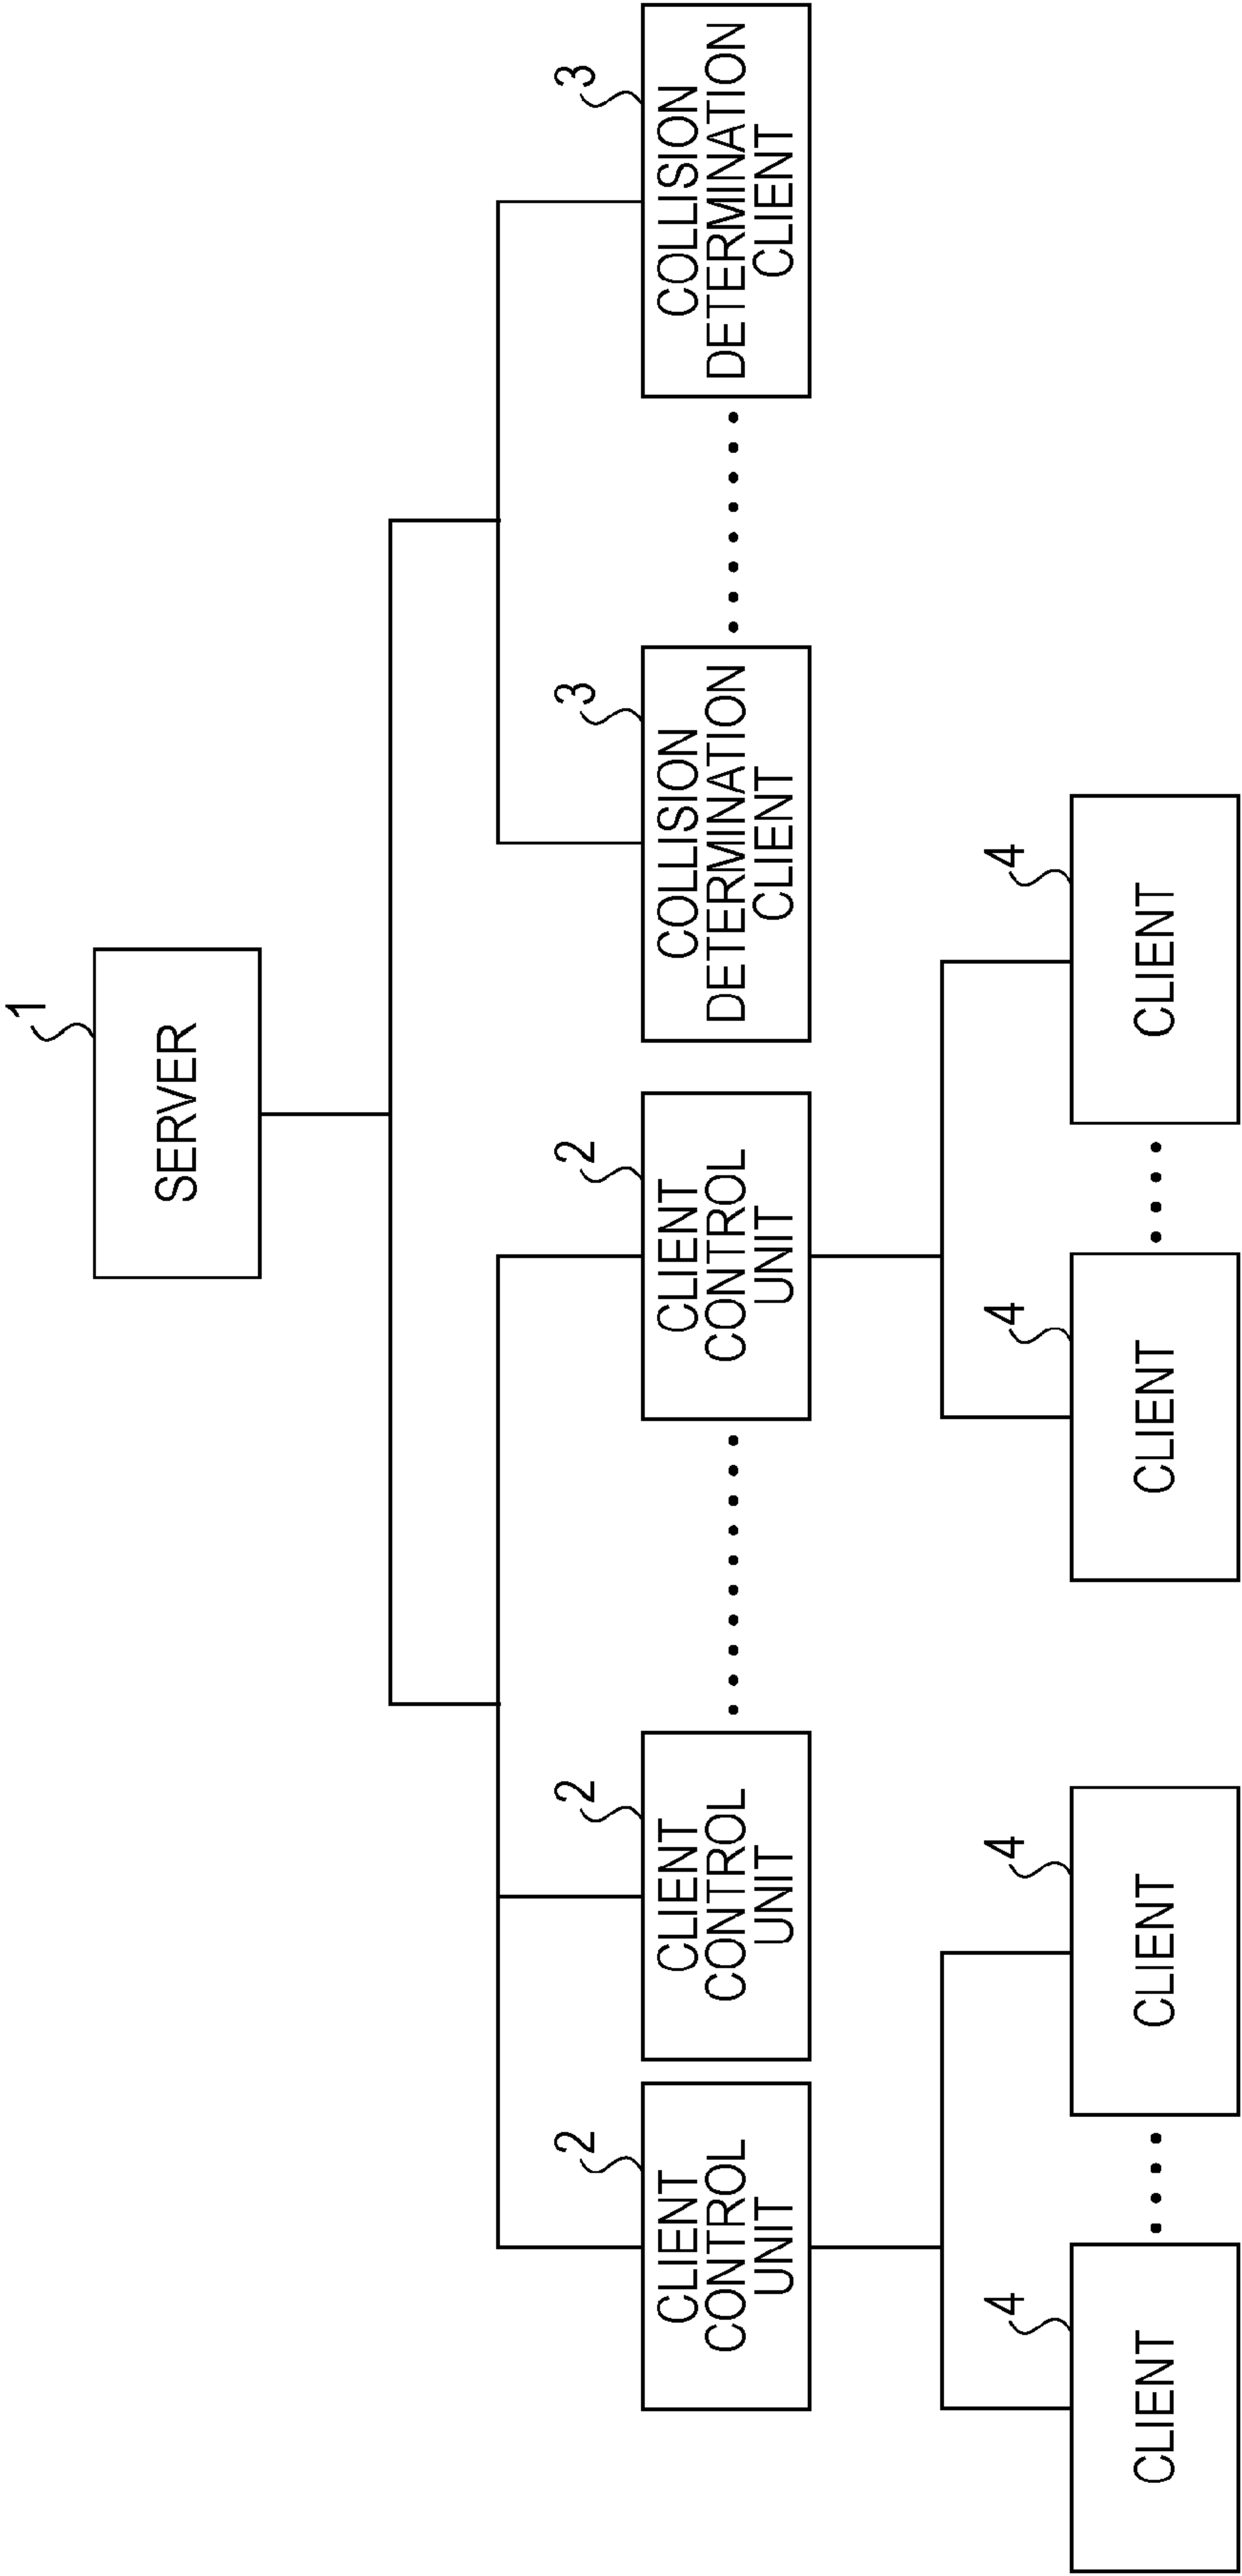 1
SERVER
2
CLIENT
CONTROL
UNIT
2
CLIENT
CONTROL
UNIT
2
CLIENT
CONTROL
UNIT
3
COLLISION
DETERMINATION
CLIENT
3
COLLISION
DETERMINATION
CLIENT
4
CLIENT
4
CLIENT
4
CLIENT
4
CLIENT